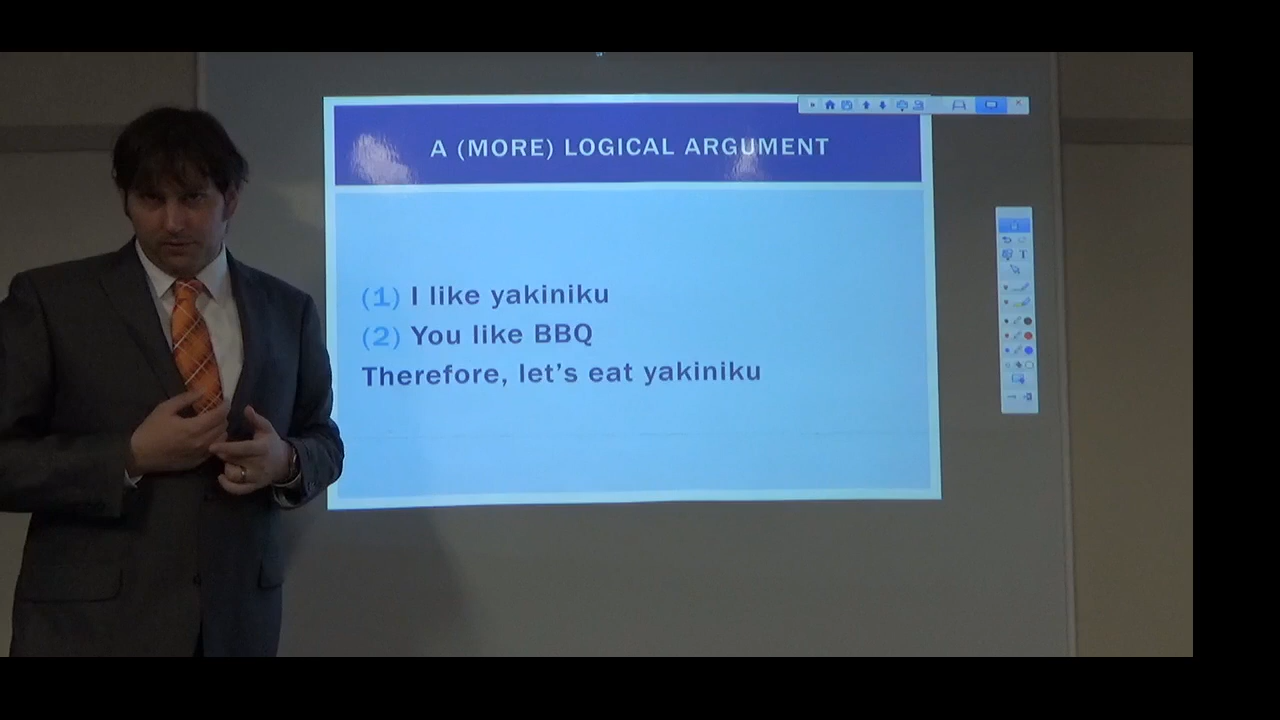 A (MORE) LOGICAL ARGUMENT
(1) I like yakiniku
(2) You like BBQ
Therefore, let's eat yakiniku
T